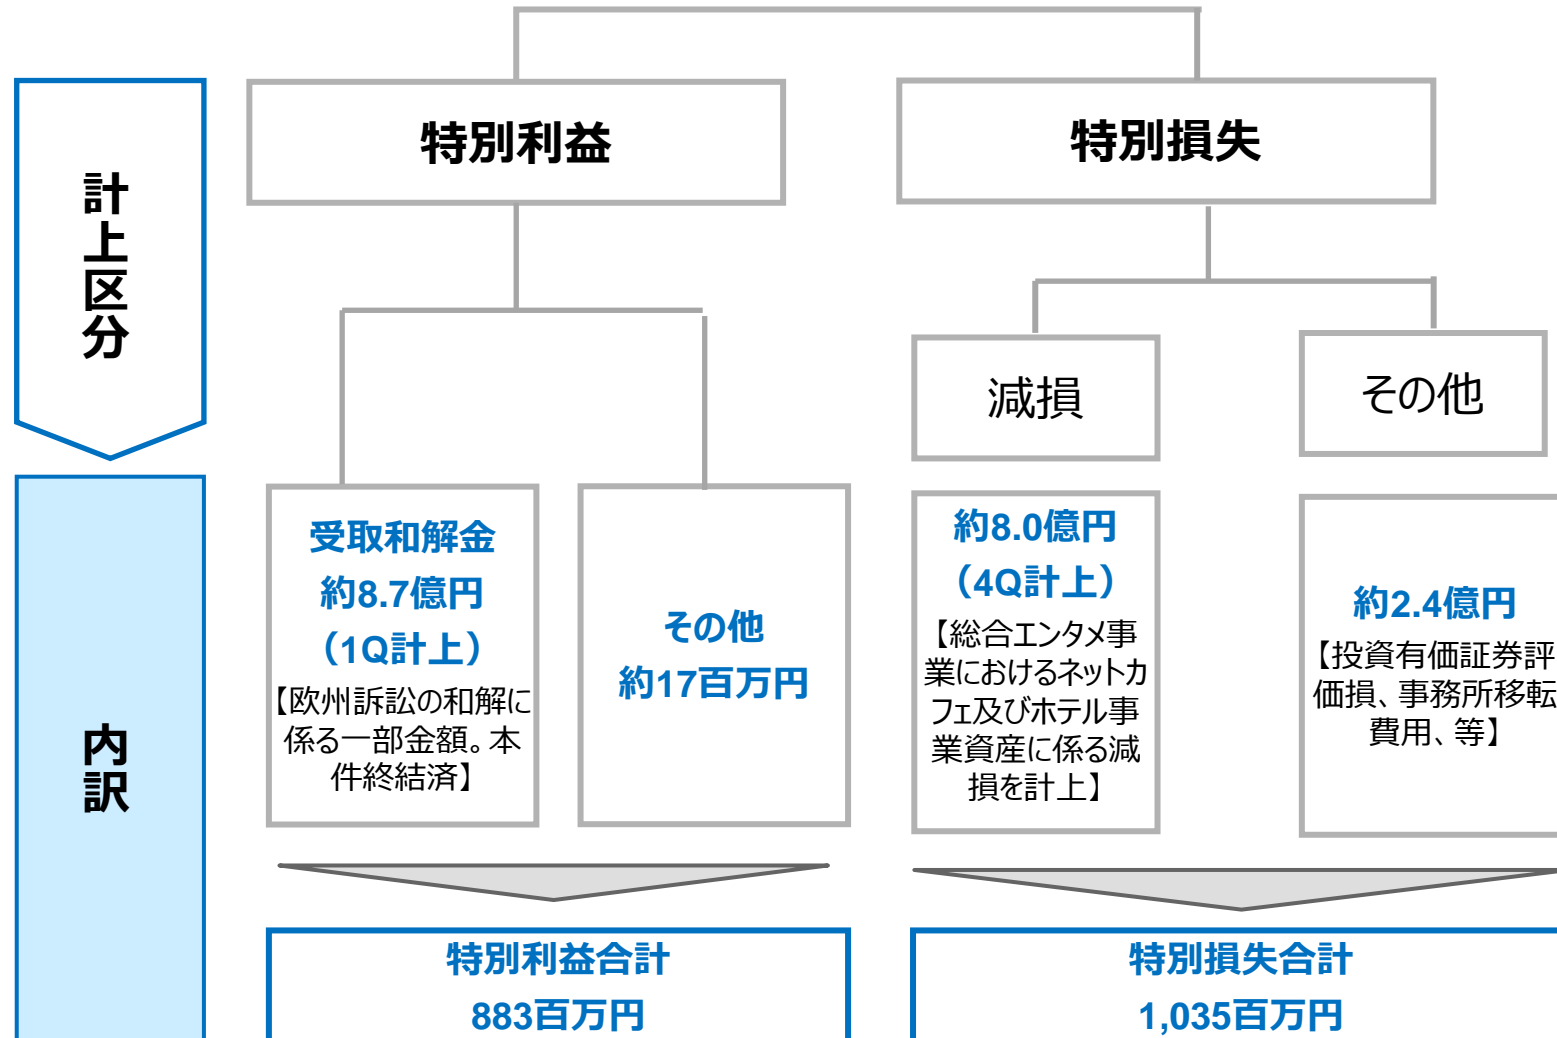 計上区分
特別利益
特別損失
減損
その他
内訳
受取和解金
約8.7億円
（1Q計上）
【欧州訴訟の和解に
係る一部金額。本
件終結済】
その他
約17百万円
約8.0億円
（4Q計上）
【総合エンタメ事
業におけるネットカ
フェ及びホテル事
業資産に係る減
損を計上】
約2.4億円
【投資有価証券評
価損、事務所移転
費用、等】
特別利益合計
883百万円
特別損失合計
1,035百万円